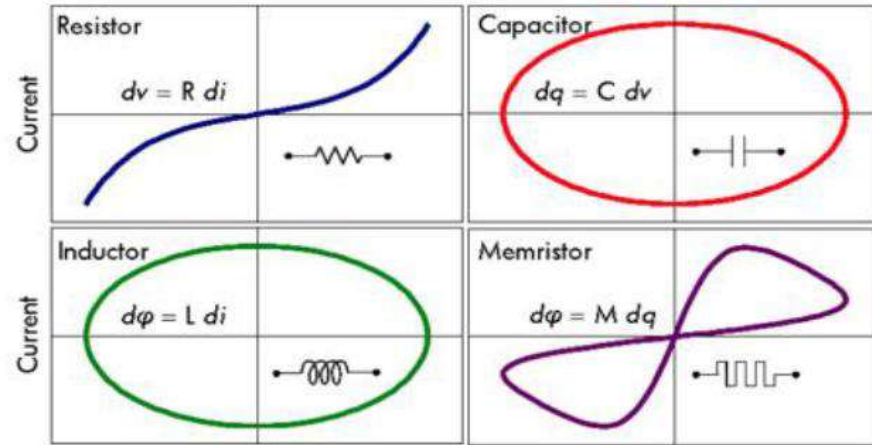 Resistor
dv = R di
Current
Capacitor
dq = C dv
Inductor
dφ = L di
Current
Memristor
dφ = M dq